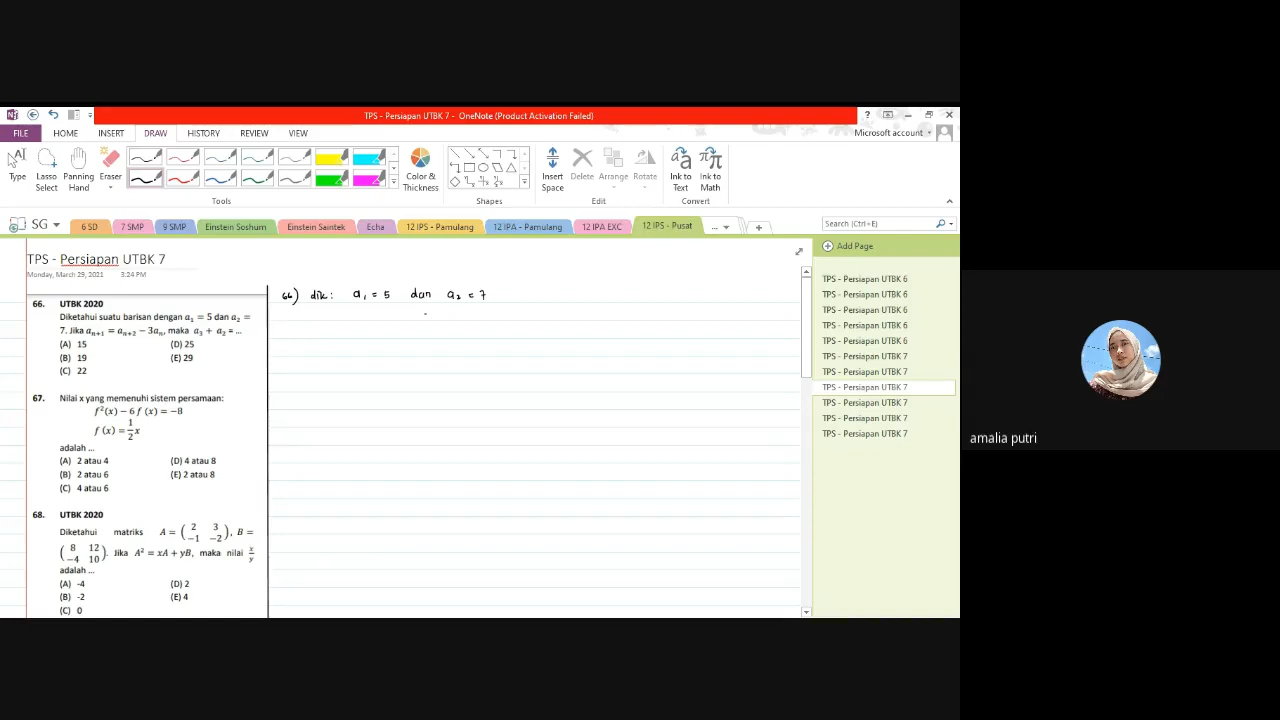 TPS - Persiapan UTBK 7 - OneNote (Product Activation Failed)
FILE HOME INSERT DRAW HISTORY REVIEW VIEW
Microsoft account
Type Lasso Select Panning Hand Eraser
Color & Thickness
Insert Space Delete Arrange Rotate
Ink to Text Ink to Math
Tools Shapes Edit Convert
SG 6 SD 7 SMP 9 SMP Einstein Soshum Einstein Saintek Echa 12 IPS - Pamulang 12 IPA - Pamulang 12 IPA EXC 12 IPS - Pusat ...
Search (Ctrl+E)
TPS - Persiapan UTBK 7
Monday, March 29, 2021 3:24 PM
66. UTBK 2020
Diketahui suatu barisan dengan a₁ = 5 dan a₂ =
7. Jika aₙ₊₁ = aₙ₊₂ − 3aₙ, maka a₃ + a₂ = ...
(A) 15 (D) 25
(B) 19 (E) 29
(C) 22
67. Nilai x yang memenuhi sistem persamaan:
f²(x) − 6 f (x) = −8
f (x) = 1/2 x
adalah ...
(A) 2 atau 4 (D) 4 atau 8
(B) 2 atau 6 (E) 2 atau 8
(C) 4 atau 6
68. UTBK 2020
Diketahui matriks A = (2 3 −1 −2), B =
(8 12 −4 10). Jika A² = xA + yB, maka nilai x/y
adalah ...
(A) -4 (D) 2
(B) -2 (E) 4
(C) 0
66) dik: a₁ = 5 dan a₂ = 7
Add Page
TPS - Persiapan UTBK 6
TPS - Persiapan UTBK 6
TPS - Persiapan UTBK 6
TPS - Persiapan UTBK 6
TPS - Persiapan UTBK 6
TPS - Persiapan UTBK 7
TPS - Persiapan UTBK 7
TPS - Persiapan UTBK 7
TPS - Persiapan UTBK 7
TPS - Persiapan UTBK 7
TPS - Persiapan UTBK 7
amalia putri